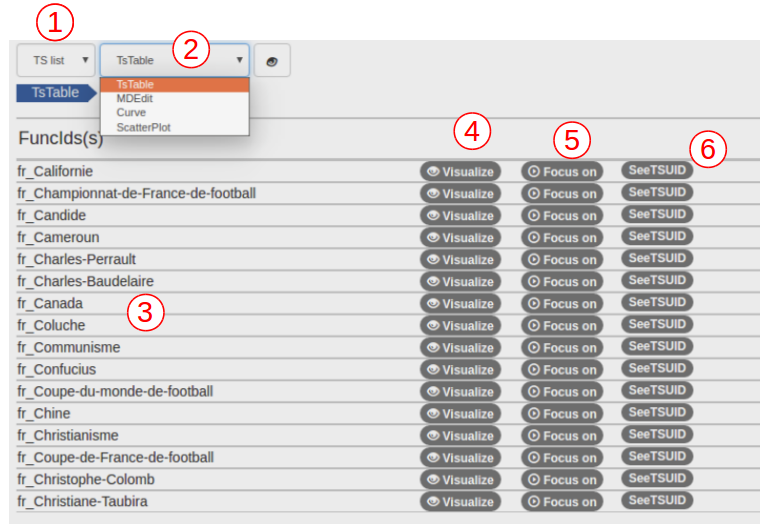 1
2
TS list ▼ TsTable ▼
TsTable TsTable
MDEdit
Curve
ScatterPlot
FuncIds(s) 4 5 6
fr_Californie Visualize Focus on SeeTSUID
fr_Championnat-de-France-de-football Visualize Focus on SeeTSUID
fr_Candide Visualize Focus on SeeTSUID
fr_Cameroun Visualize Focus on SeeTSUID
fr_Charles-Perrault Visualize Focus on SeeTSUID
fr_Charles-Baudelaire Visualize Focus on SeeTSUID
fr_Canada Visualize Focus on SeeTSUID
3
fr_Coluche Visualize Focus on SeeTSUID
fr_Communisme Visualize Focus on SeeTSUID
fr_Confucius Visualize Focus on SeeTSUID
fr_Coupe-du-monde-de-football Visualize Focus on SeeTSUID
fr_Chine Visualize Focus on SeeTSUID
fr_Christianisme Visualize Focus on SeeTSUID
fr_Coupe-de-France-de-football Visualize Focus on SeeTSUID
fr_Christophe-Colomb Visualize Focus on SeeTSUID
fr_Christiane-Taubira Visualize Focus on SeeTSUID